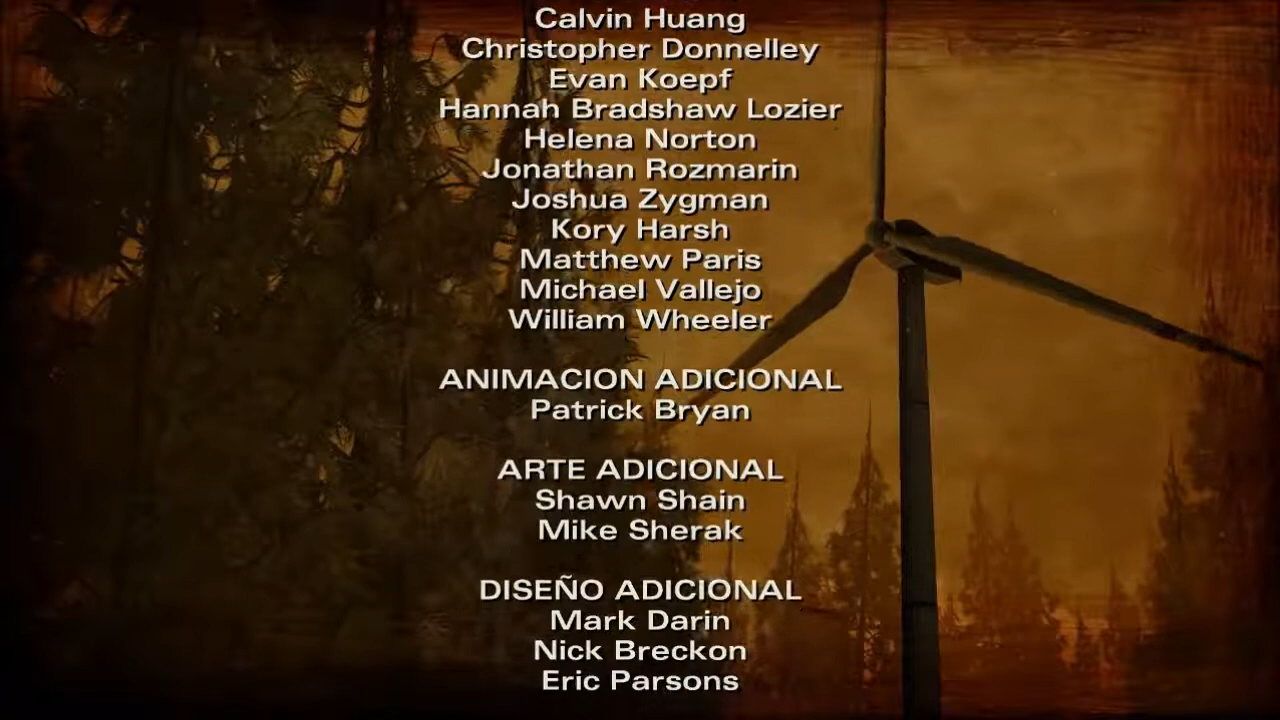 Calvin Huang
Christopher Donnelley
Evan Koepf
Hannah Bradshaw Lozier
Helena Norton
Jonathan Rozmarin
Joshua Zygman
Kory Harsh
Matthew Paris
Michael Vallejo
William Wheeler
ANIMACION ADICIONAL
Patrick Bryan
ARTE ADICIONAL
Shawn Shain
Mike Sherak
DISEÑO ADICIONAL
Mark Darin
Nick Breckon
Eric Parsons